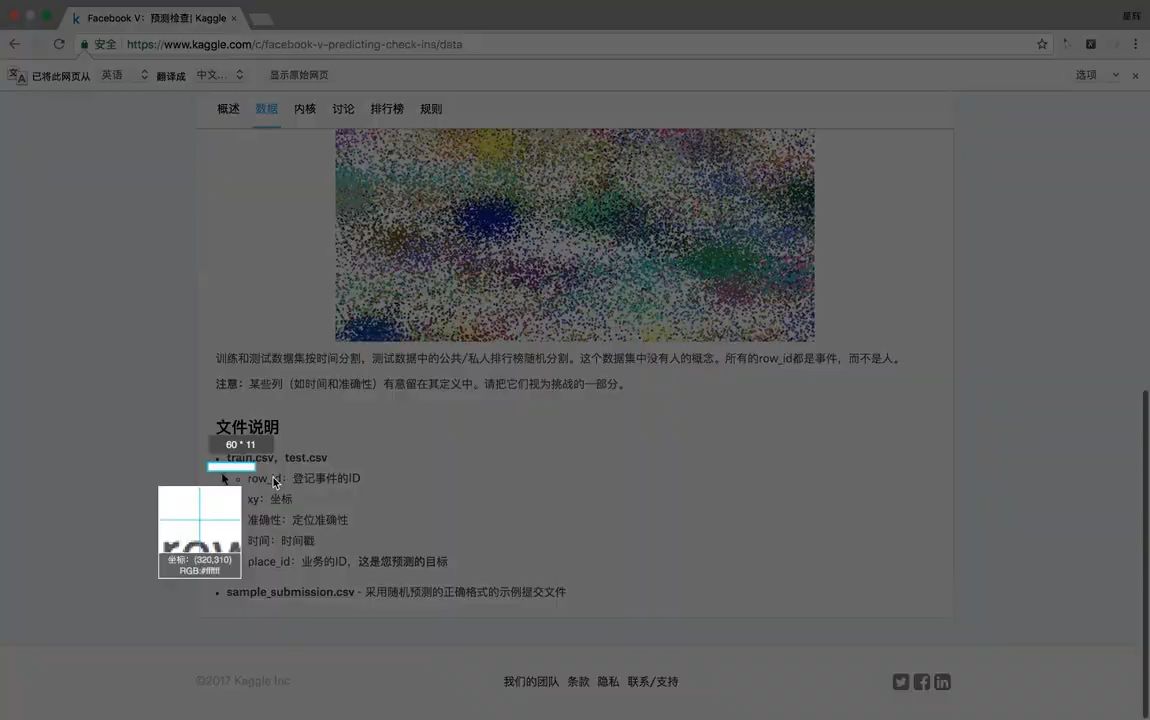 Facebook V：预测检查| Kaggle ×
星辉
安全 https://www.kaggle.com/c/facebook-v-predicting-check-ins/data
已将此网页从 英语 翻译成 中文... 显示原始网页 选项 ×
概述 数据 内核 讨论 排行榜 规则
训练和测试数据集按时间分割，测试数据中的公共/私人排行榜随机分割。这个数据集中没有人的概念。所有的row_id都是事件，而不是人。
注意：某些列（如时间和准确性）有意留在其定义中。请把它们视为挑战的一部分。
文件说明
60 * 11
train.csv，test.csv
row_id：登记事件的ID
xy：坐标
准确性：定位准确性
时间：时间戳
row
坐标: (320,310)
RGB:#ffffff
place_id：业务的ID，这是您预测的目标
sample_submission.csv - 采用随机预测的正确格式的示例提交文件
©2017 Kaggle Inc
我们的团队 条款 隐私 联系/支持